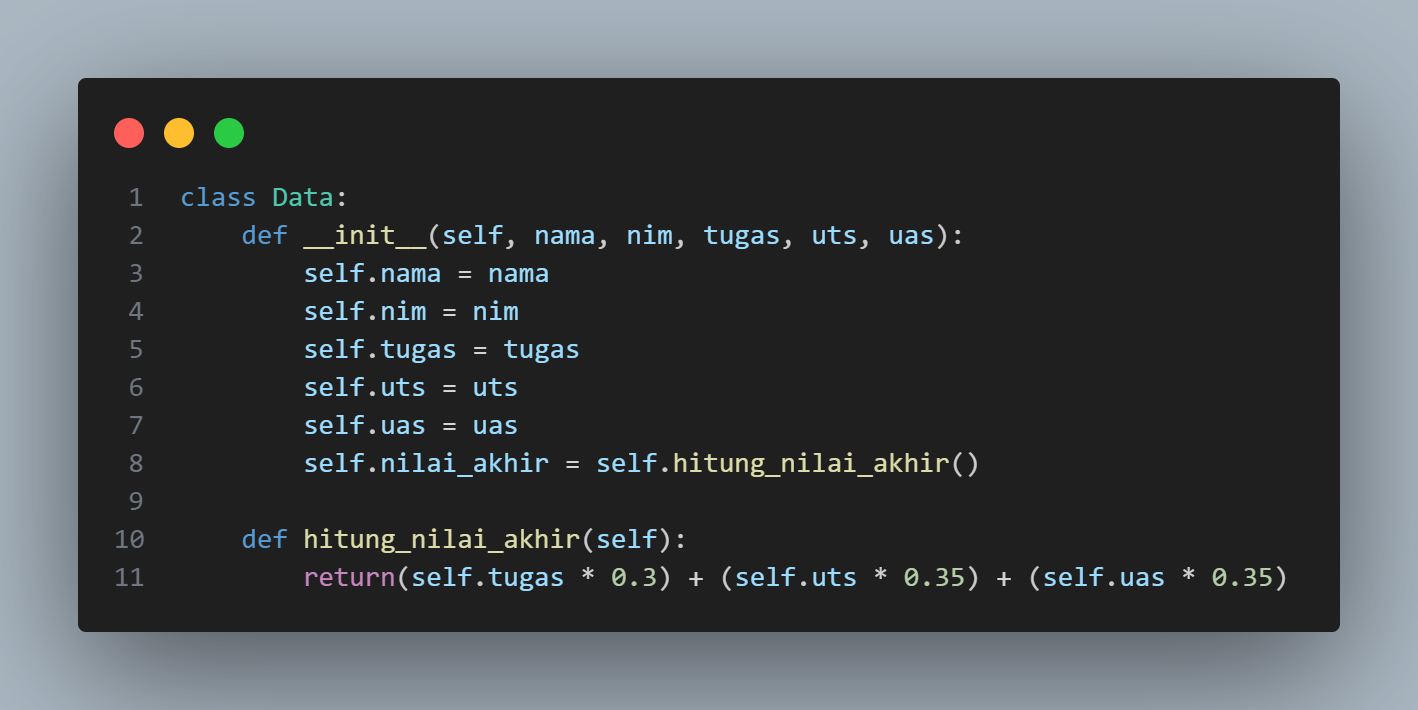 1 class Data:
2     def __init__(self, nama, nim, tugas, uts, uas):
3         self.nama = nama
4         self.nim = nim
5         self.tugas = tugas
6         self.uts = uts
7         self.uas = uas
8         self.nilai_akhir = self.hitung_nilai_akhir()
9
10     def hitung_nilai_akhir(self):
11         return(self.tugas * 0.3) + (self.uts * 0.35) + (self.uas * 0.35)